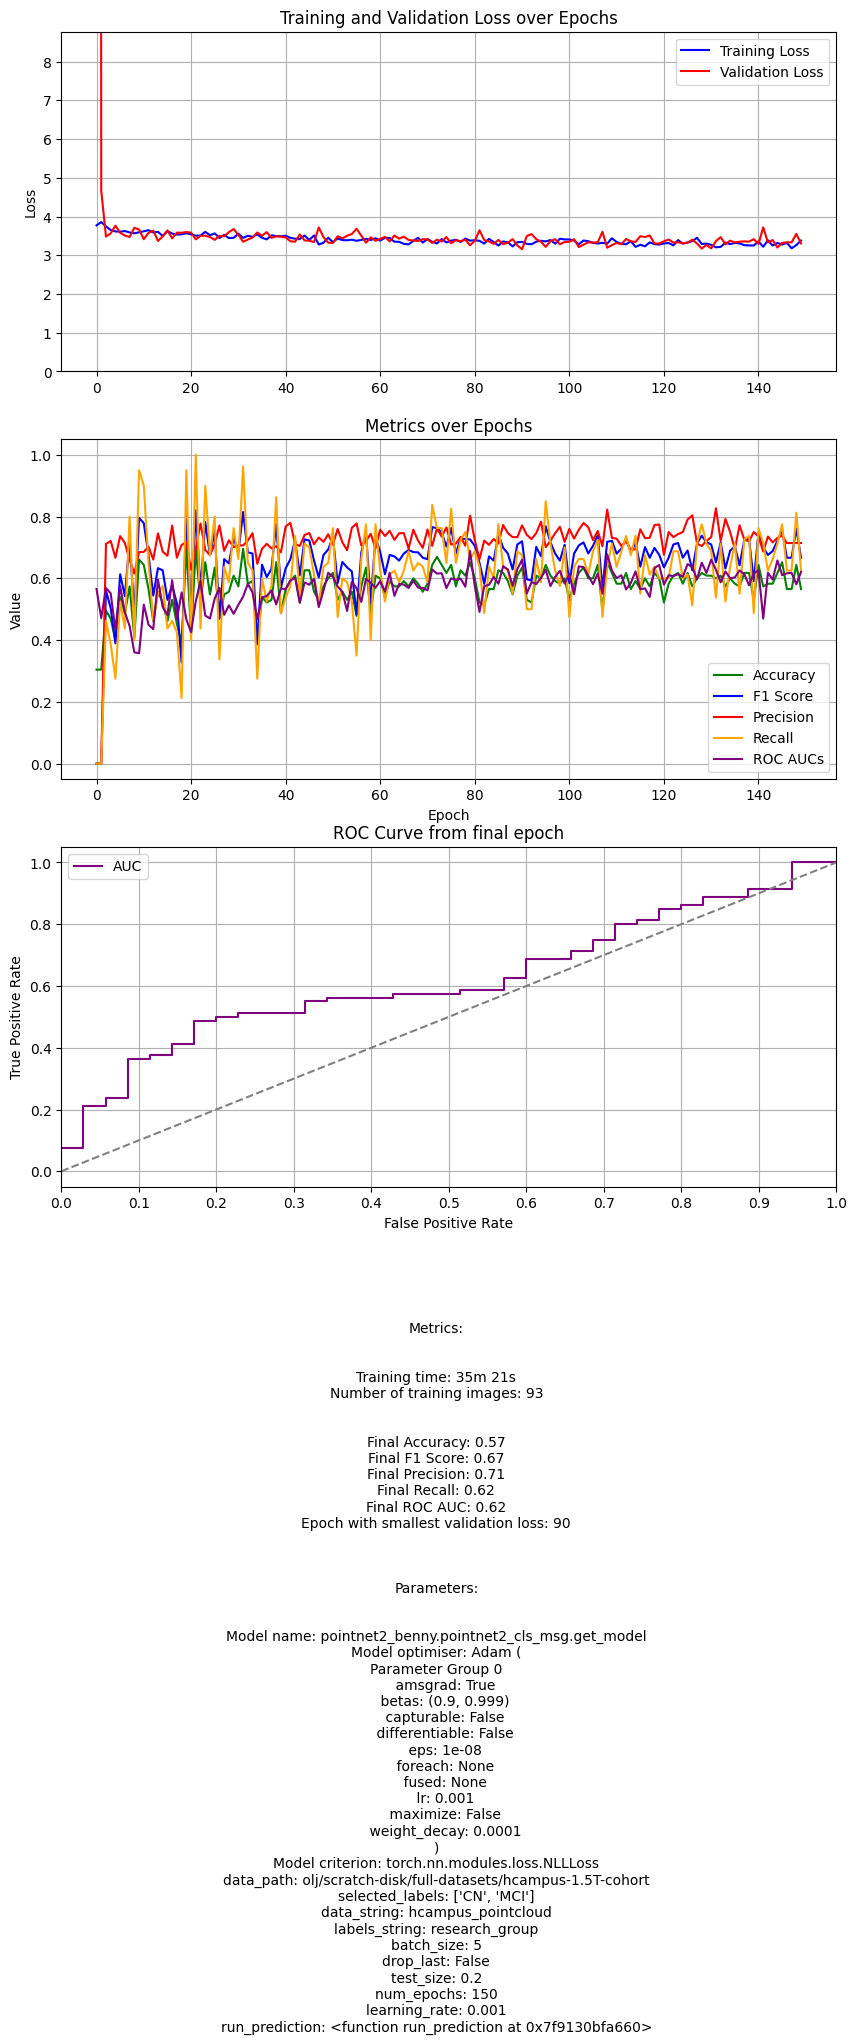 Training and Validation Loss over Epochs
Training Loss
Validation Loss
Loss
8
7
6
5
4
3
2
1
0
0 20 40 60 80 100 120 140
Metrics over Epochs
Value
1.0
0.8
0.6
0.4
0.2
0.0
Accuracy
F1 Score
Precision
Recall
ROC AUCs
0 20 40 60 80 100 120 140
Epoch
ROC Curve from final epoch
AUC
True Positive Rate
1.0
0.8
0.6
0.4
0.2
0.0
0.0 0.1 0.2 0.3 0.4 0.5 0.6 0.7 0.8 0.9 1.0
False Positive Rate
Metrics:
Training time: 35m 21s
Number of training images: 93
Final Accuracy: 0.57
Final F1 Score: 0.67
Final Precision: 0.71
Final Recall: 0.62
Final ROC AUC: 0.62
Epoch with smallest validation loss: 90
Parameters:
Model name: pointnet2_benny.pointnet2_cls_msg.get_model
Model optimiser: Adam (
Parameter Group 0
amsgrad: True
betas: (0.9, 0.999)
capturable: False
differentiable: False
eps: 1e-08
foreach: None
fused: None
lr: 0.001
maximize: False
weight_decay: 0.0001
)
Model criterion: torch.nn.modules.loss.NLLLoss
data_path: olj/scratch-disk/full-datasets/hcampus-1.5T-cohort
selected_labels: ['CN', 'MCI']
data_string: hcampus_pointcloud
labels_string: research_group
batch_size: 5
drop_last: False
test_size: 0.2
num_epochs: 150
learning_rate: 0.001
run_prediction: <function run_prediction at 0x7f9130bfa660>